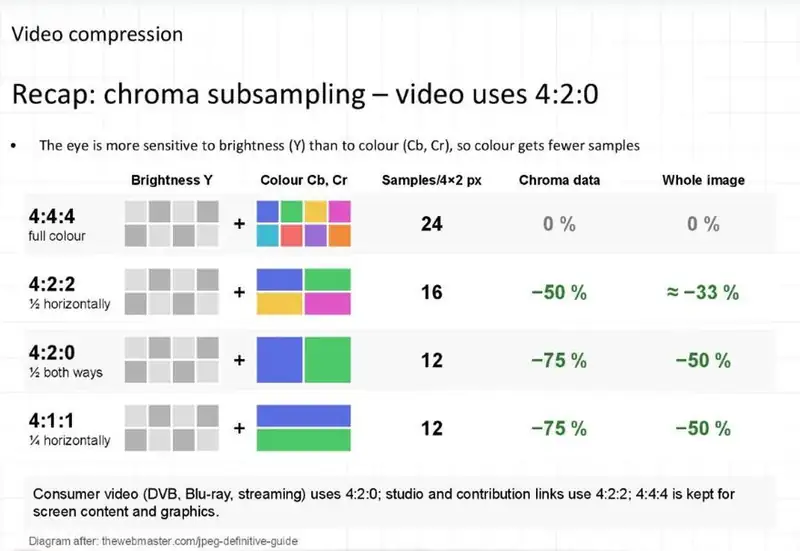 Video compression
Recap: chroma subsampling – video uses 4:2:0
• The eye is more sensitive to brightness (Y) than to colour (Cb, Cr), so colour gets fewer samples
Brightness Y Colour Cb, Cr Samples/4×2 px Chroma data Whole image
4:4:4
full colour
+ 24 0 % 0 %
4:2:2
½ horizontally
+ 16 −50 % ≈ −33 %
4:2:0
½ both ways
+ 12 −75 % −50 %
4:1:1
¼ horizontally
+ 12 −75 % −50 %
Consumer video (DVB, Blu-ray, streaming) uses 4:2:0; studio and contribution links use 4:2:2; 4:4:4 is kept for
screen content and graphics.
Diagram after: thewebmaster.com/jpeg-definitive-guide